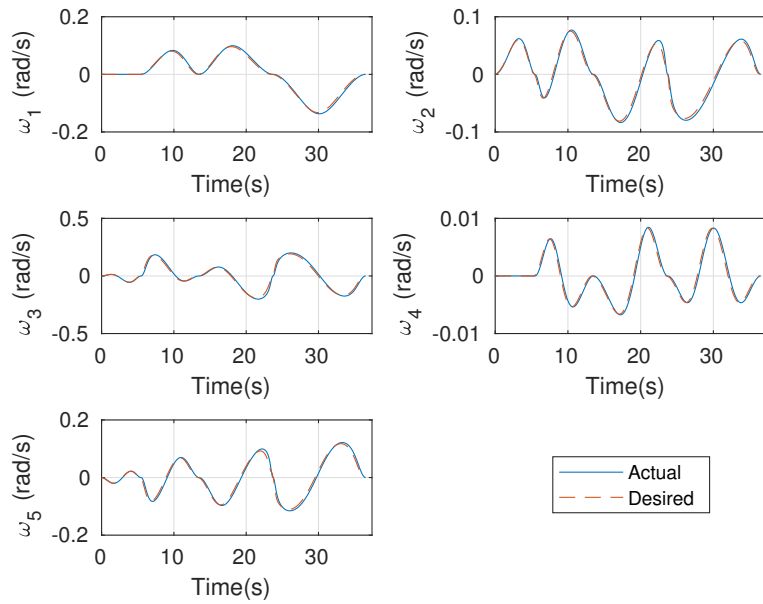 0.2
0
-0.2
ω1 (rad/s)
0 10 20 30
Time(s)
0.1
0
-0.1
ω2 (rad/s)
0 10 20 30
Time(s)
0.5
0
-0.5
ω3 (rad/s)
0 10 20 30
Time(s)
0.01
0
-0.01
ω4 (rad/s)
0 10 20 30
Time(s)
0.2
0
-0.2
ω5 (rad/s)
0 10 20 30
Time(s)
Actual
Desired